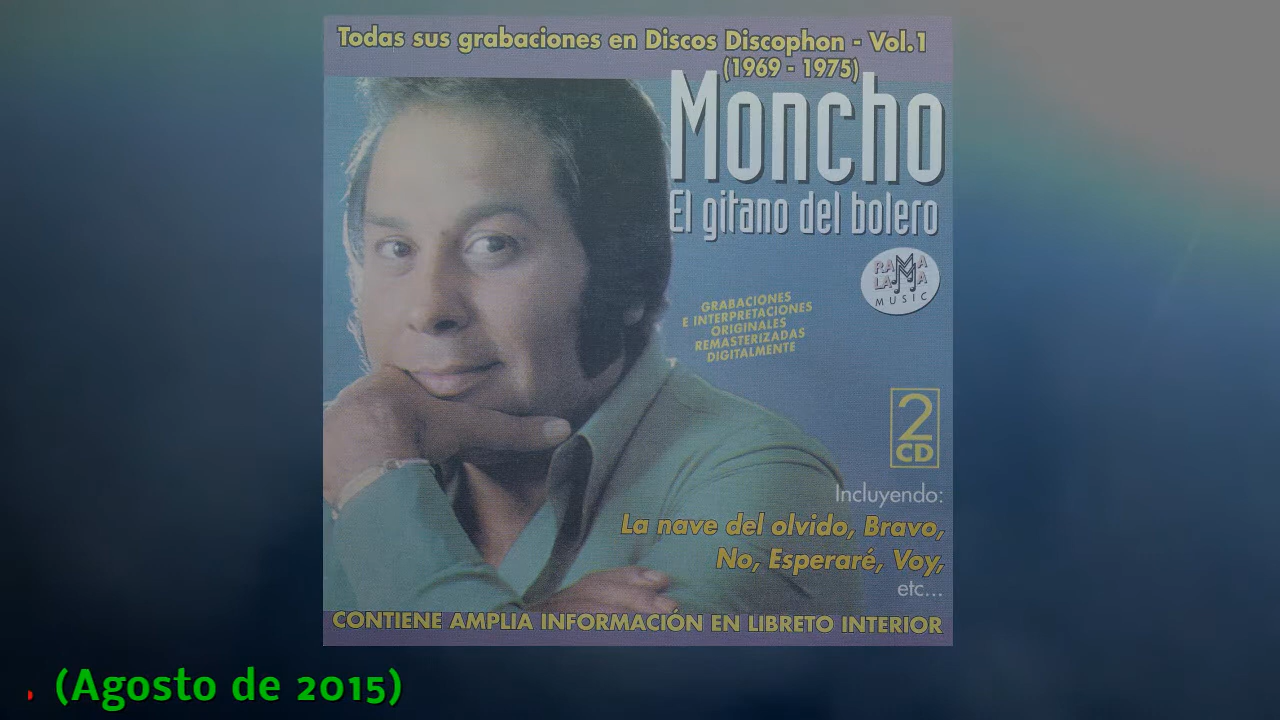 Todas sus grabaciones en Discos Discophon - Vol.1
(1969 - 1975)
Moncho
El gitano del bolero
RAMA
LAMA
MUSIC
GRABACIONES
E INTERPRETACIONES
ORIGINALES
REMASTERIZADAS
DIGITALMENTE
2
CD
Incluyendo:
La nave del olvido, Bravo,
No, Esperaré, Voy,
etc...
CONTIENE AMPLIA INFORMACIÓN EN LIBRETO INTERIOR
. (Agosto de 2015)